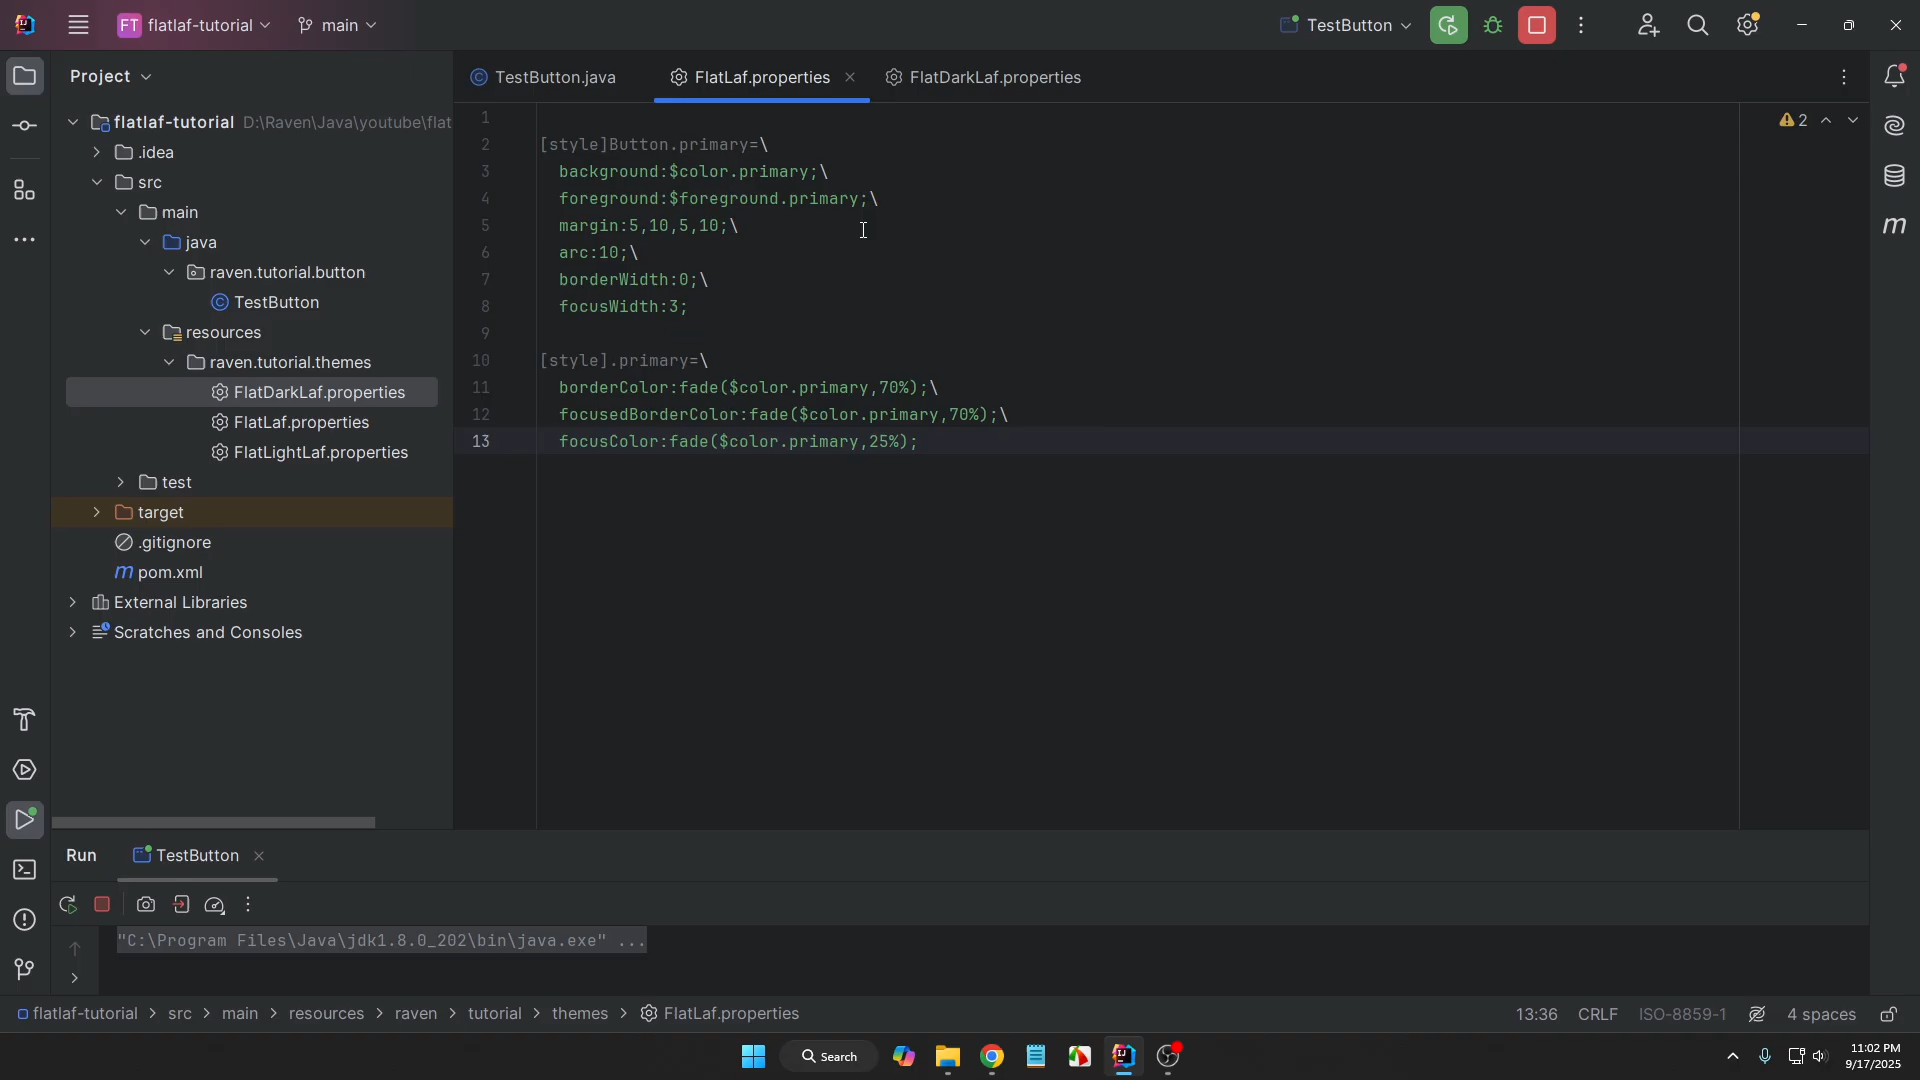 FT flatlaf-tutorial main TestButton
Project
TestButton.java FlatLaf.properties FlatDarkLaf.properties
flatlaf-tutorial D:\Raven\Java\youtube\flat
.idea
src
main
java
raven.tutorial.button
TestButton
resources
raven.tutorial.themes
FlatDarkLaf.properties
FlatLaf.properties
FlatLightLaf.properties
test
target
.gitignore
m pom.xml
External Libraries
Scratches and Consoles
2
1
2 [style]Button.primary=\
3 background:$color.primary;\
4 foreground:$foreground.primary;\
5 margin:5,10,5,10;\
6 arc:10;\
7 borderWidth:0;\
8 focusWidth:3;
9
10 [style].primary=\
11 borderColor:fade($color.primary,70%);\
12 focusedBorderColor:fade($color.primary,70%);\
13 focusColor:fade($color.primary,25%);
m
Run TestButton
"C:\Program Files\Java\jdk1.8.0_202\bin\java.exe" ...
flatlaf-tutorial > src > main > resources > raven > tutorial > themes > FlatLaf.properties 13:36 CRLF ISO-8859-1 4 spaces
Search
11:02 PM
9/17/2025